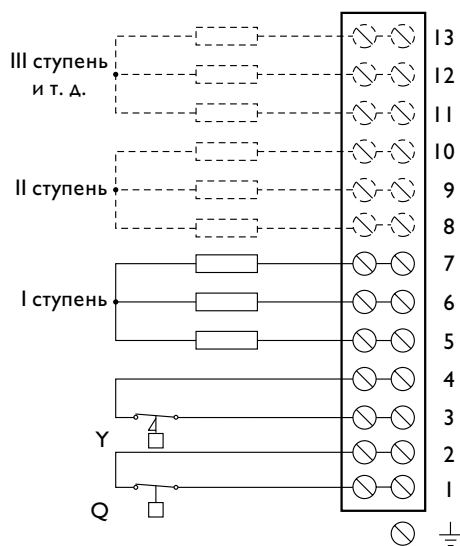 13
III ступень
и т. д.
12
11
10
II ступень
9
8
7
I ступень
6
5
4
3
Y
2
1
Q